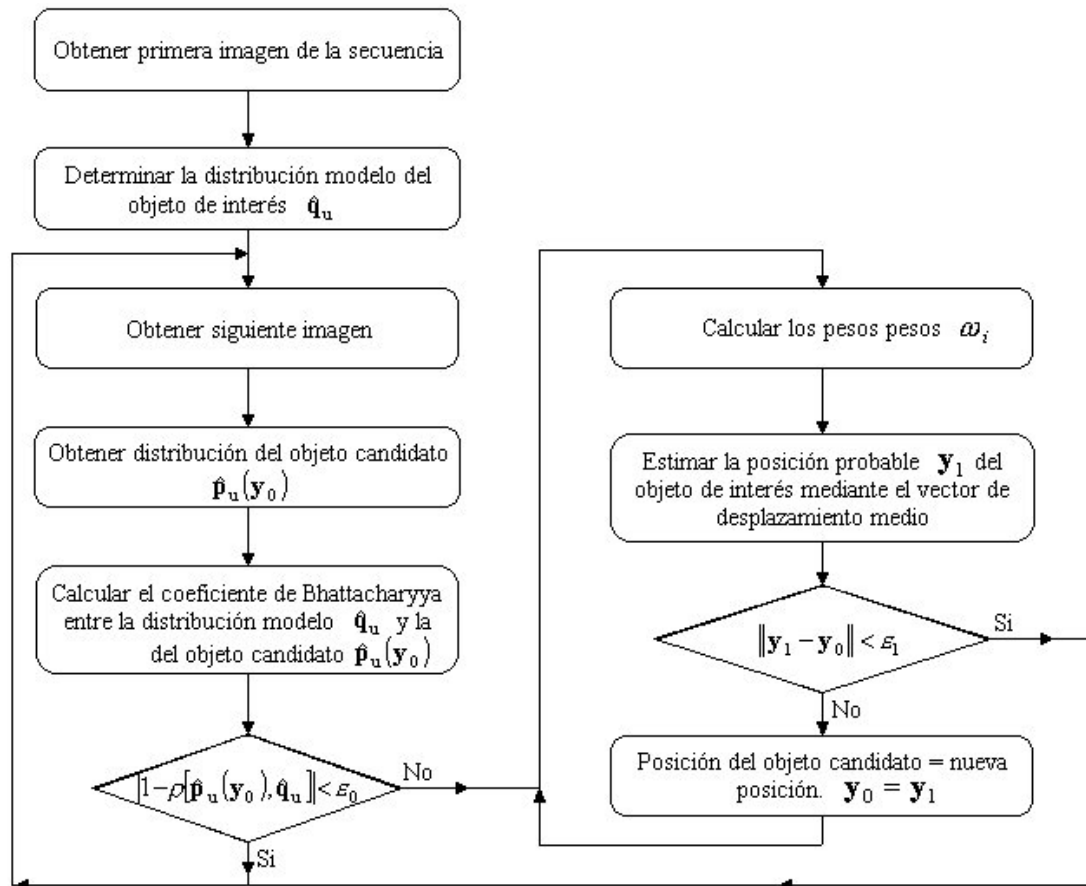 Obtener primera imagen de la secuencia
Determinar la distribución modelo del
objeto de interés q̂ᵤ
Obtener siguiente imagen
Obtener distribución del objeto candidato
p̂ᵤ(y₀)
Calcular el coeficiente de Bhattacharyya
entre la distribución modelo q̂ᵤ y la
del objeto candidato p̂ᵤ(y₀)
|1−ρ[p̂ᵤ(y₀),q̂ᵤ]|< ε₀
No
Si
Calcular los pesos pesos ωᵢ
Estimar la posición probable y₁ del
objeto de interés mediante el vector de
desplazamiento medio
‖y₁ − y₀‖ < ε₁
Si
No
Posición del objeto candidato = nueva
posición. y₀ = y₁